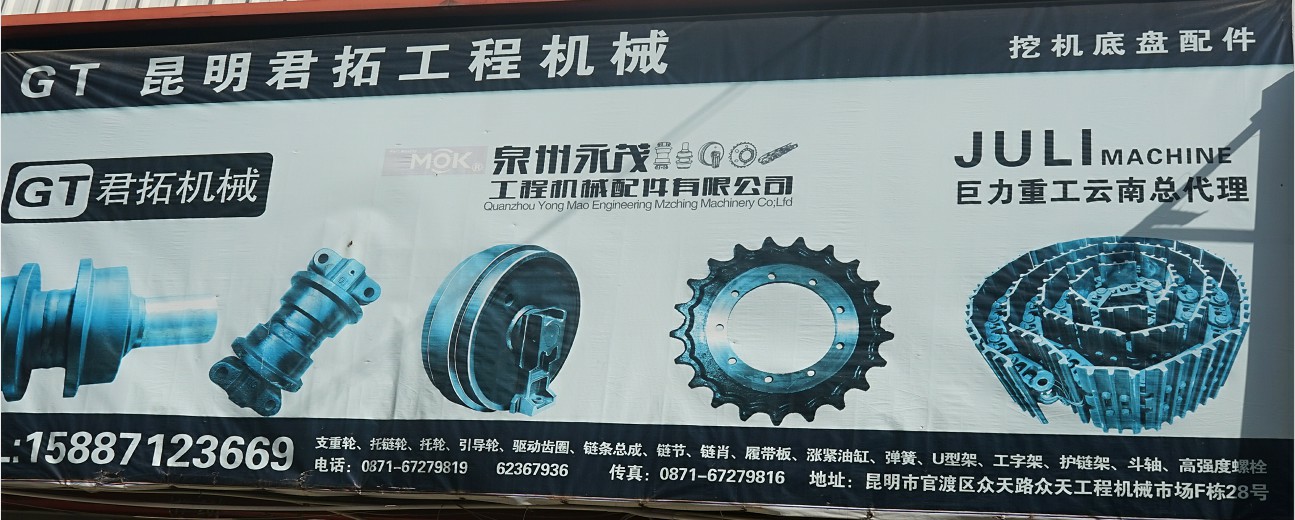 GT 昆明君拓工程机械
挖机底盘配件
GT 君拓机械
MOK
泉州永茂
工程机械配件有限公司
Quanzhou Yong Mao Engineering Mzching Machinery Co;Lfd
JULI MACHINE
巨力重工云南总代理
L:15887123669
支重轮、托链轮、托轮、引导轮、驱动齿圈、链条总成、链节、链肖、履带板、涨紧油缸、弹簧、U型架、工字架、护链架、斗轴、高强度螺栓
电话：0871-67279819 62367936 传真：0871-67279816 地址：昆明市官渡区众天路众天工程机械市场F栋28号